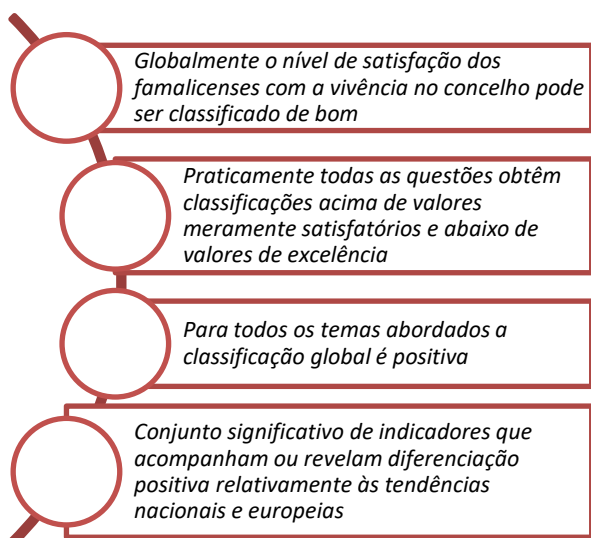 Globalmente o nível de satisfação dos
famalicenses com a vivência no concelho pode
ser classificado de bom
Praticamente todas as questões obtêm
classificações acima de valores
meramente satisfatórios e abaixo de
valores de excelência
Para todos os temas abordados a
classificação global é positiva
Conjunto significativo de indicadores que
acompanham ou revelam diferenciação
positiva relativamente às tendências
nacionais e europeias